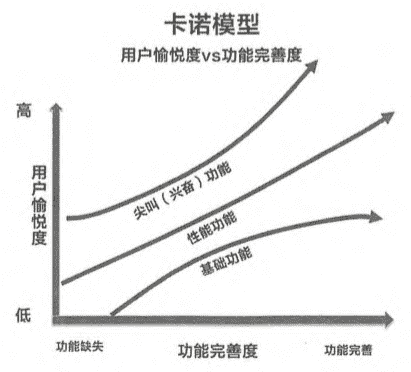 卡诺模型
用户愉悦度vs功能完善度
高
用户愉悦度
尖叫（兴奋）功能
性能功能
基础功能
低
功能缺失
功能完善度
功能完善